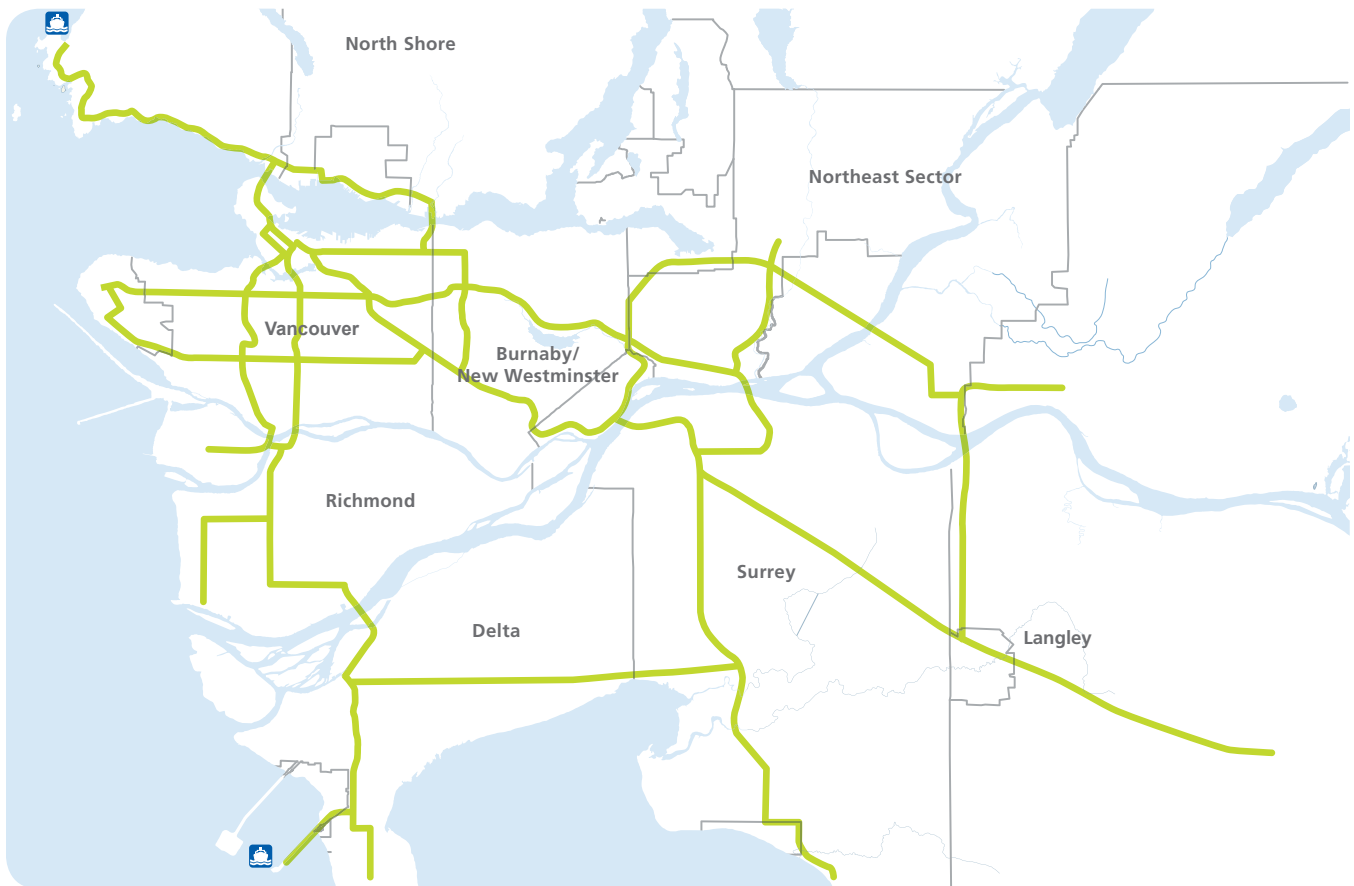 North Shore
Northeast Sector
Vancouver
Burnaby/
New Westminster
Richmond
Surrey
Delta
Langley